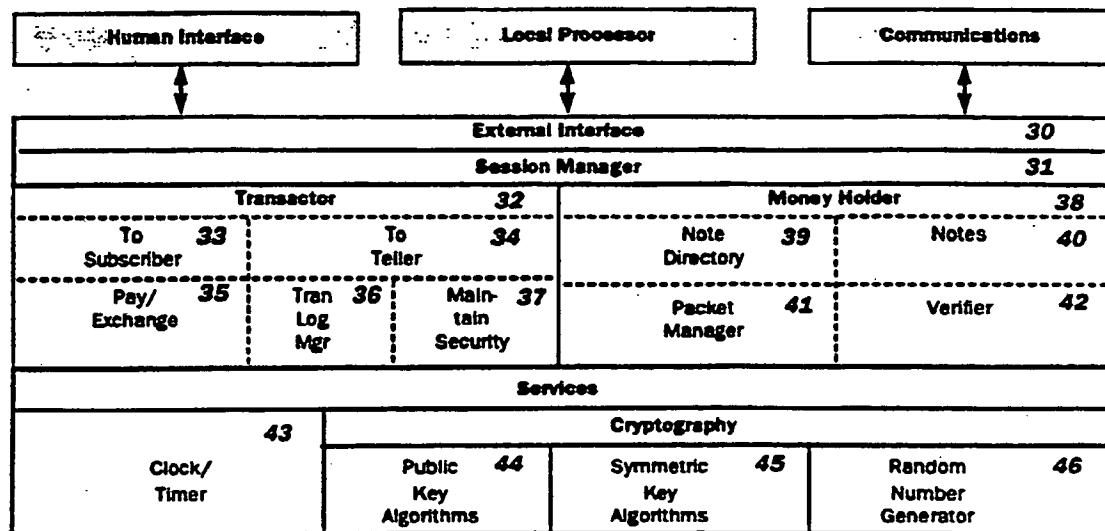 Human Interface Local Processor Communications
External Interface 30
Session Manager 31
Transactor 32 Money Holder 38
To 33 To 34 Note 39 Notes 40
Subscriber Teller Directory
Pay/ 35 Tran 36 Main- 37 Packet 41 Verifier 42
Exchange Log tain Manager
Mgr Security
Services
43 Cryptography
Clock/ Public 44 Symmetric 45 Random 46
Timer Key Key Number
Algorithms Algorithms Generator